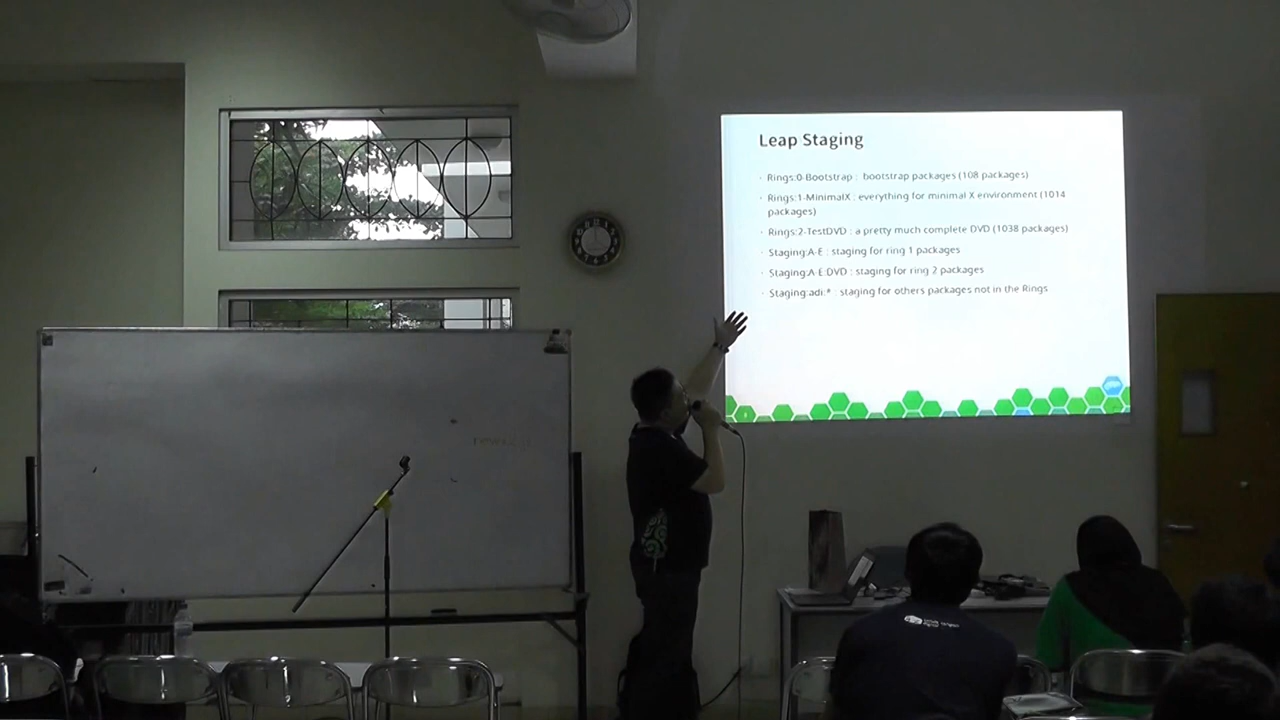 Leap Staging
Rings:0-Bootstrap : bootstrap packages (108 packages)
Rings:1-MinimalX : everything for minimal X environment (1014
packages)
Rings:2-TestDVD : a pretty much complete DVD (1038 packages)
Staging:A-E : staging for ring 1 packages
Staging:A-E:DVD : staging for ring 2 packages
Staging:adi:* : staging for others packages not in the Rings